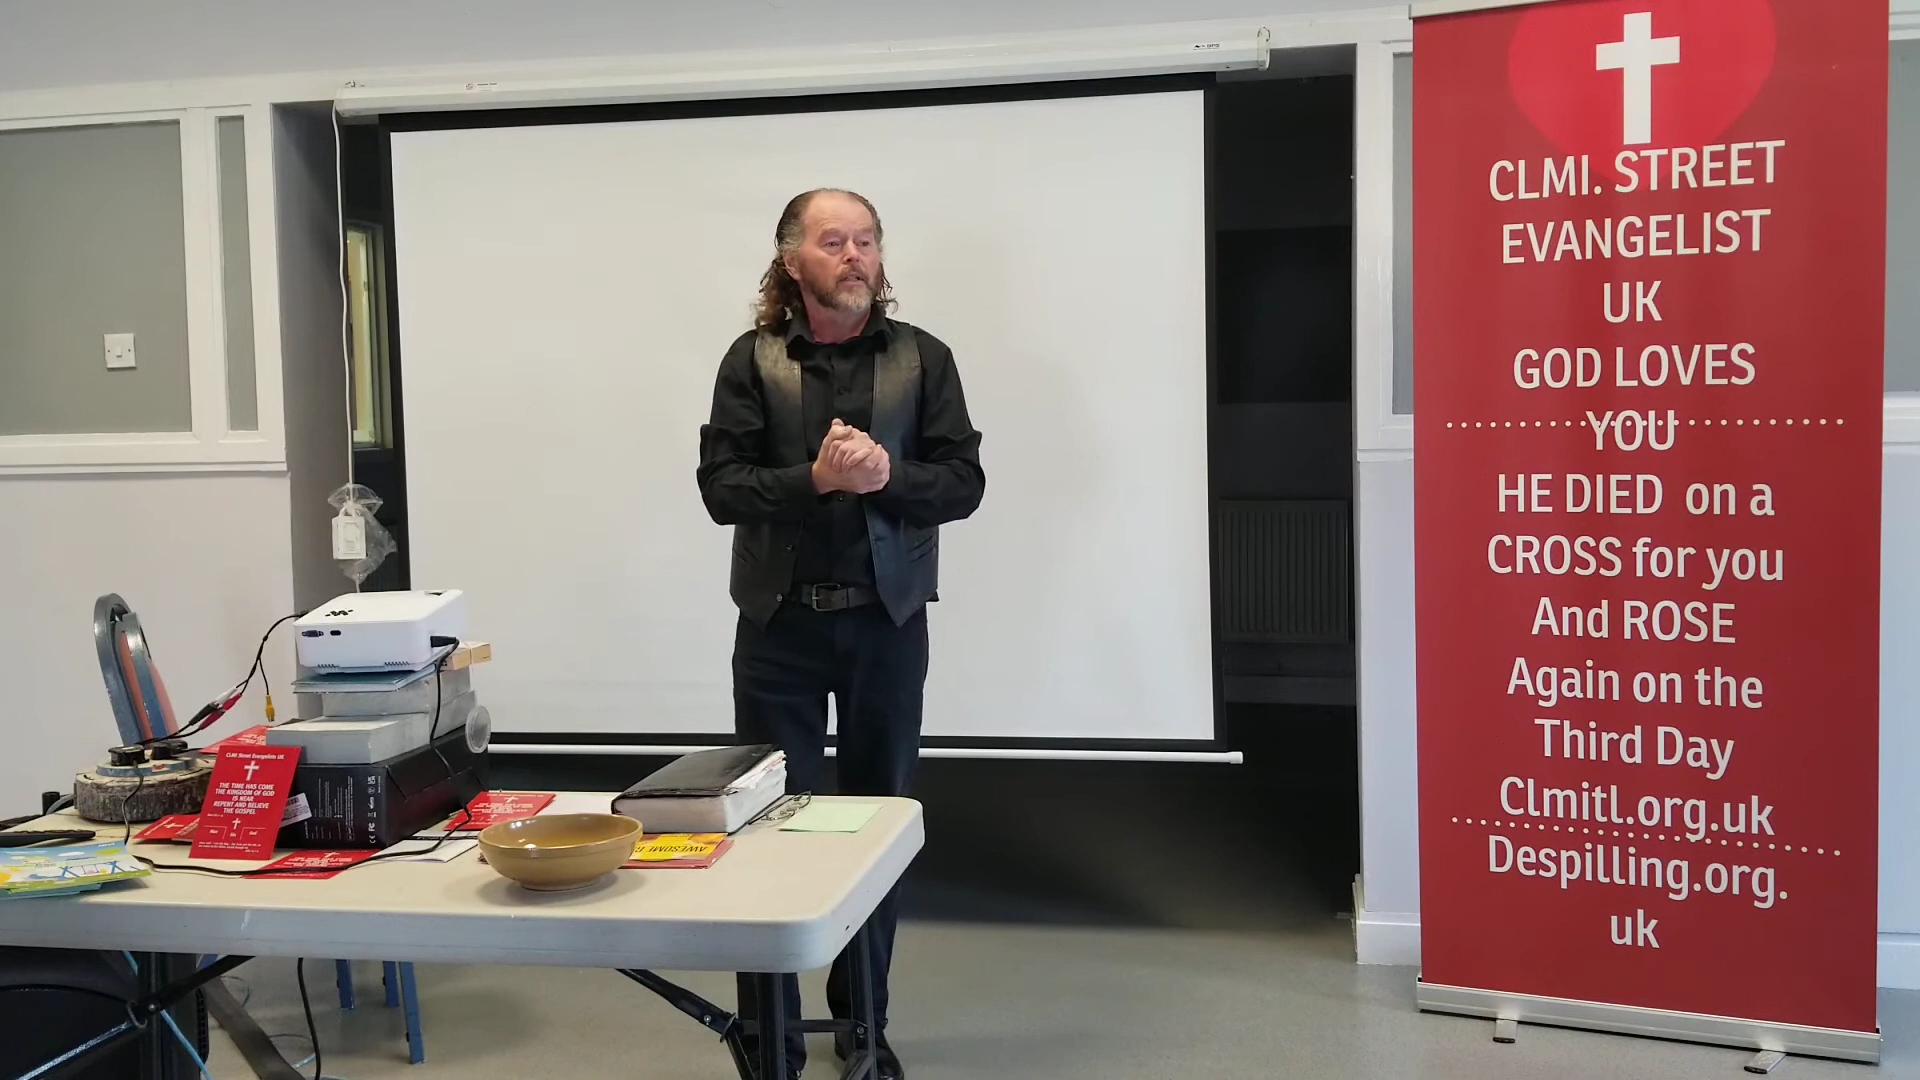 CLMI. STREET
EVANGELIST
UK
GOD LOVES
YOU
HE DIED on a
CROSS for you
And ROSE
Again on the
Third Day
Clmitl.org.uk
Despilling.org.
uk
CLMI Street Evangelists UK
THE TIME HAS COME
THE KINGDOM OF GOD
IS NEAR
REPENT AND BELIEVE
THE GOSPEL
AWESOME